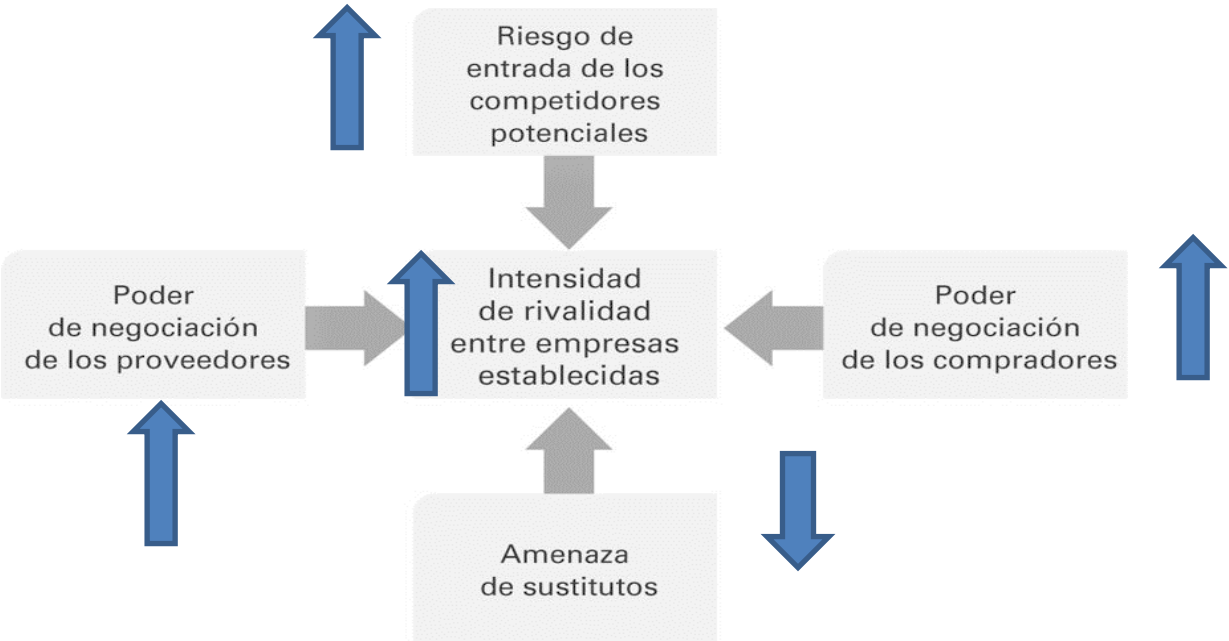 Riesgo de
entrada de los
competidores
potenciales
Poder
de negociación
de los proveedores
Intensidad
de rivalidad
entre empresas
establecidas
Poder
de negociación
de los compradores
Amenaza
de sustitutos